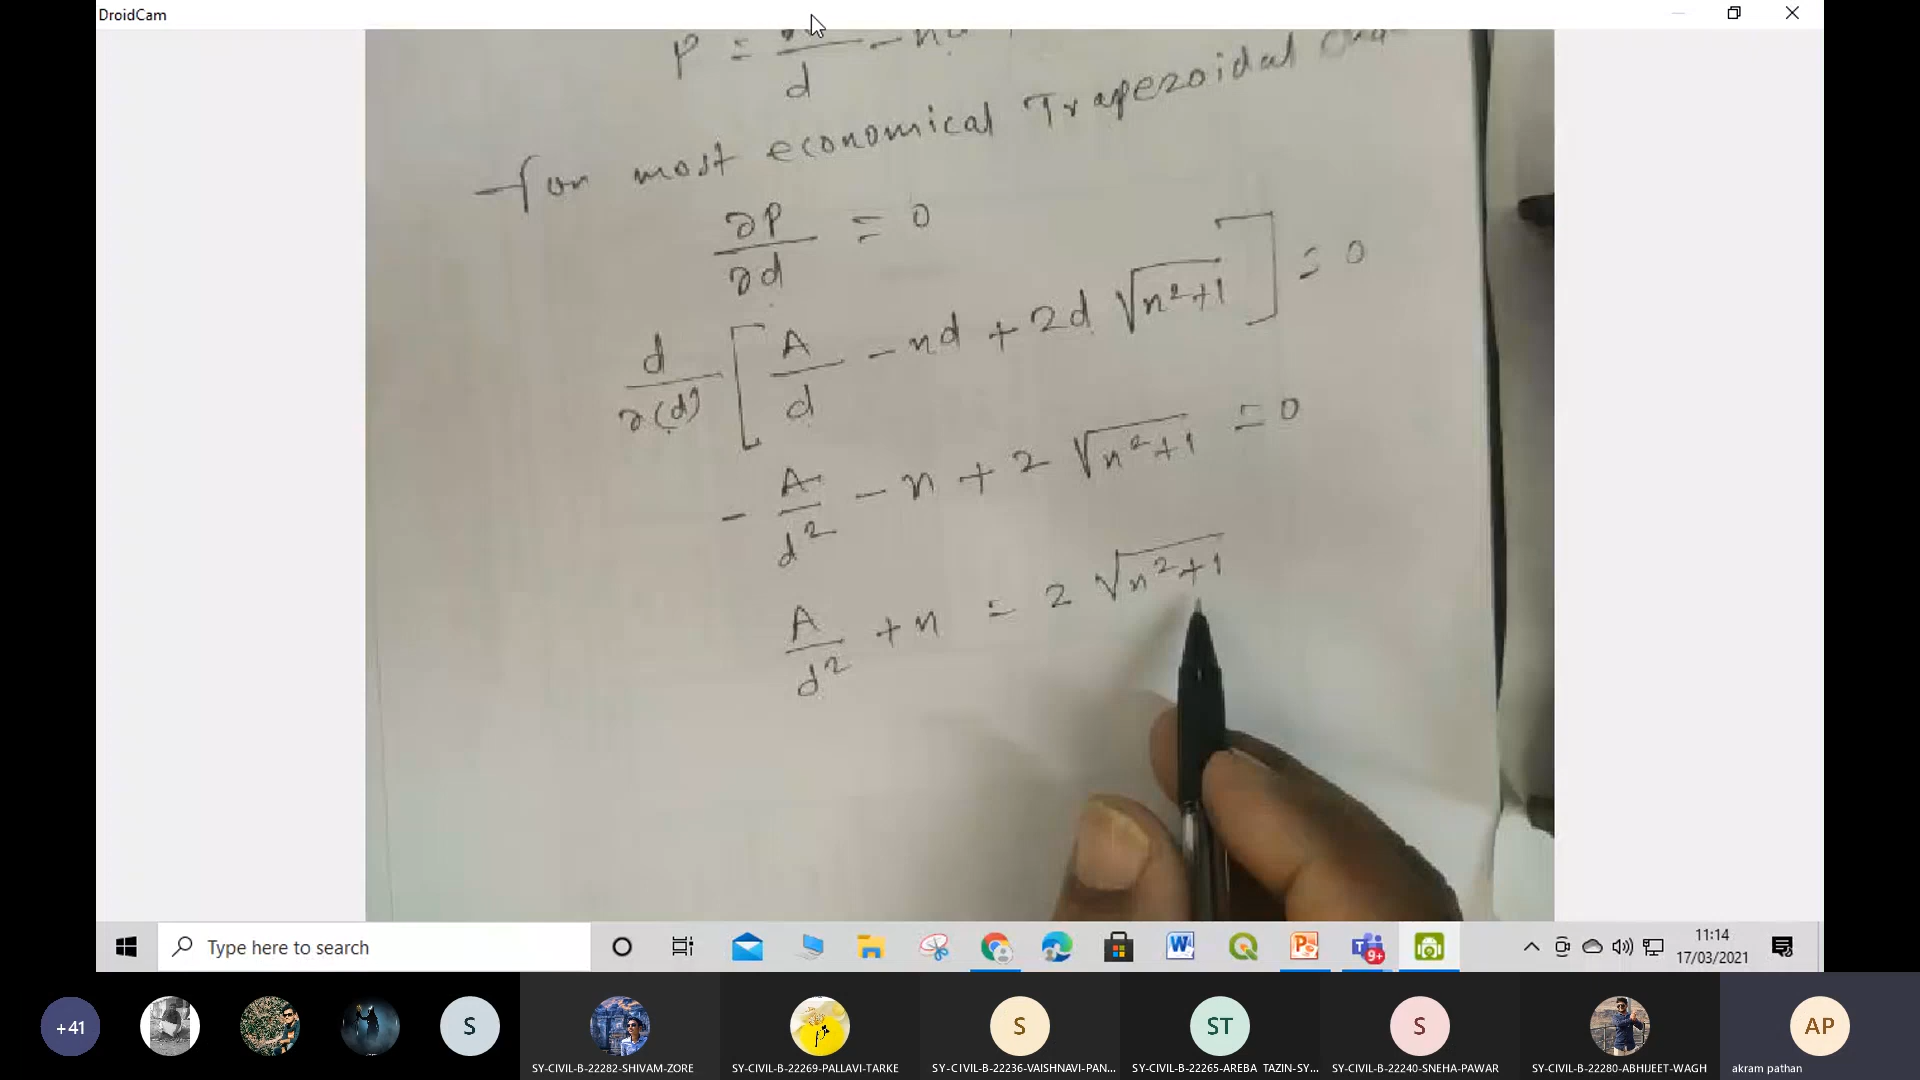 DroidCam
P = — - n
d
for most economical Trapezoidal
∂P/∂d = 0
d/∂(d) [A/d - nd + 2d √(n²+1)] = 0
- A/d² - n + 2 √(n²+1) = 0
A/d² + n = 2 √(n²+1)
Type here to search
9+
11:14
17/03/2021
+41
S
S
ST
S
AP
SY-CIVIL-B-22282-SHIVAM-ZORE
SY-CIVIL-B-22269-PALLAVI-TARKE
SY-CIVIL-B-22236-VAISHNAVI-PAN...
SY-CIVIL-B-22265-AREBA TAZIN-SY...
SY-CIVIL-B-22240-SNEHA-PAWAR
SY-CIVIL-B-22280-ABHIJEET-WAGH
akram pathan